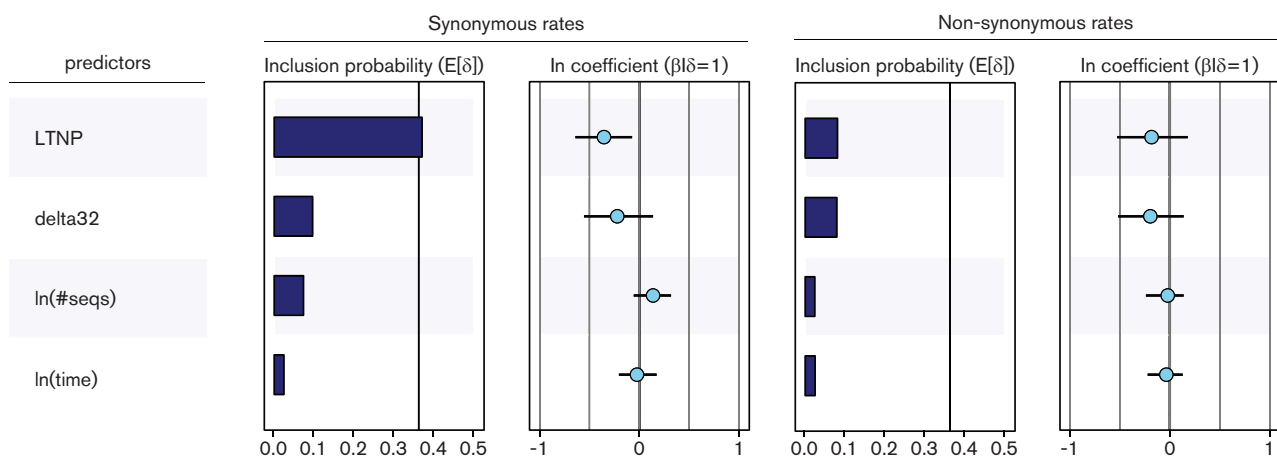 Synonymous rates
Non-synonymous rates
predictors
Inclusion probability (E[δ])
ln coefficient (βIδ=1)
Inclusion probability (E[δ])
ln coefficient (βIδ=1)
LTNP
delta32
ln(#seqs)
ln(time)
0.0 0.1 0.2 0.3 0.4 0.5
-1 0 1
0.0 0.1 0.2 0.3 0.4 0.5
-1 0 1